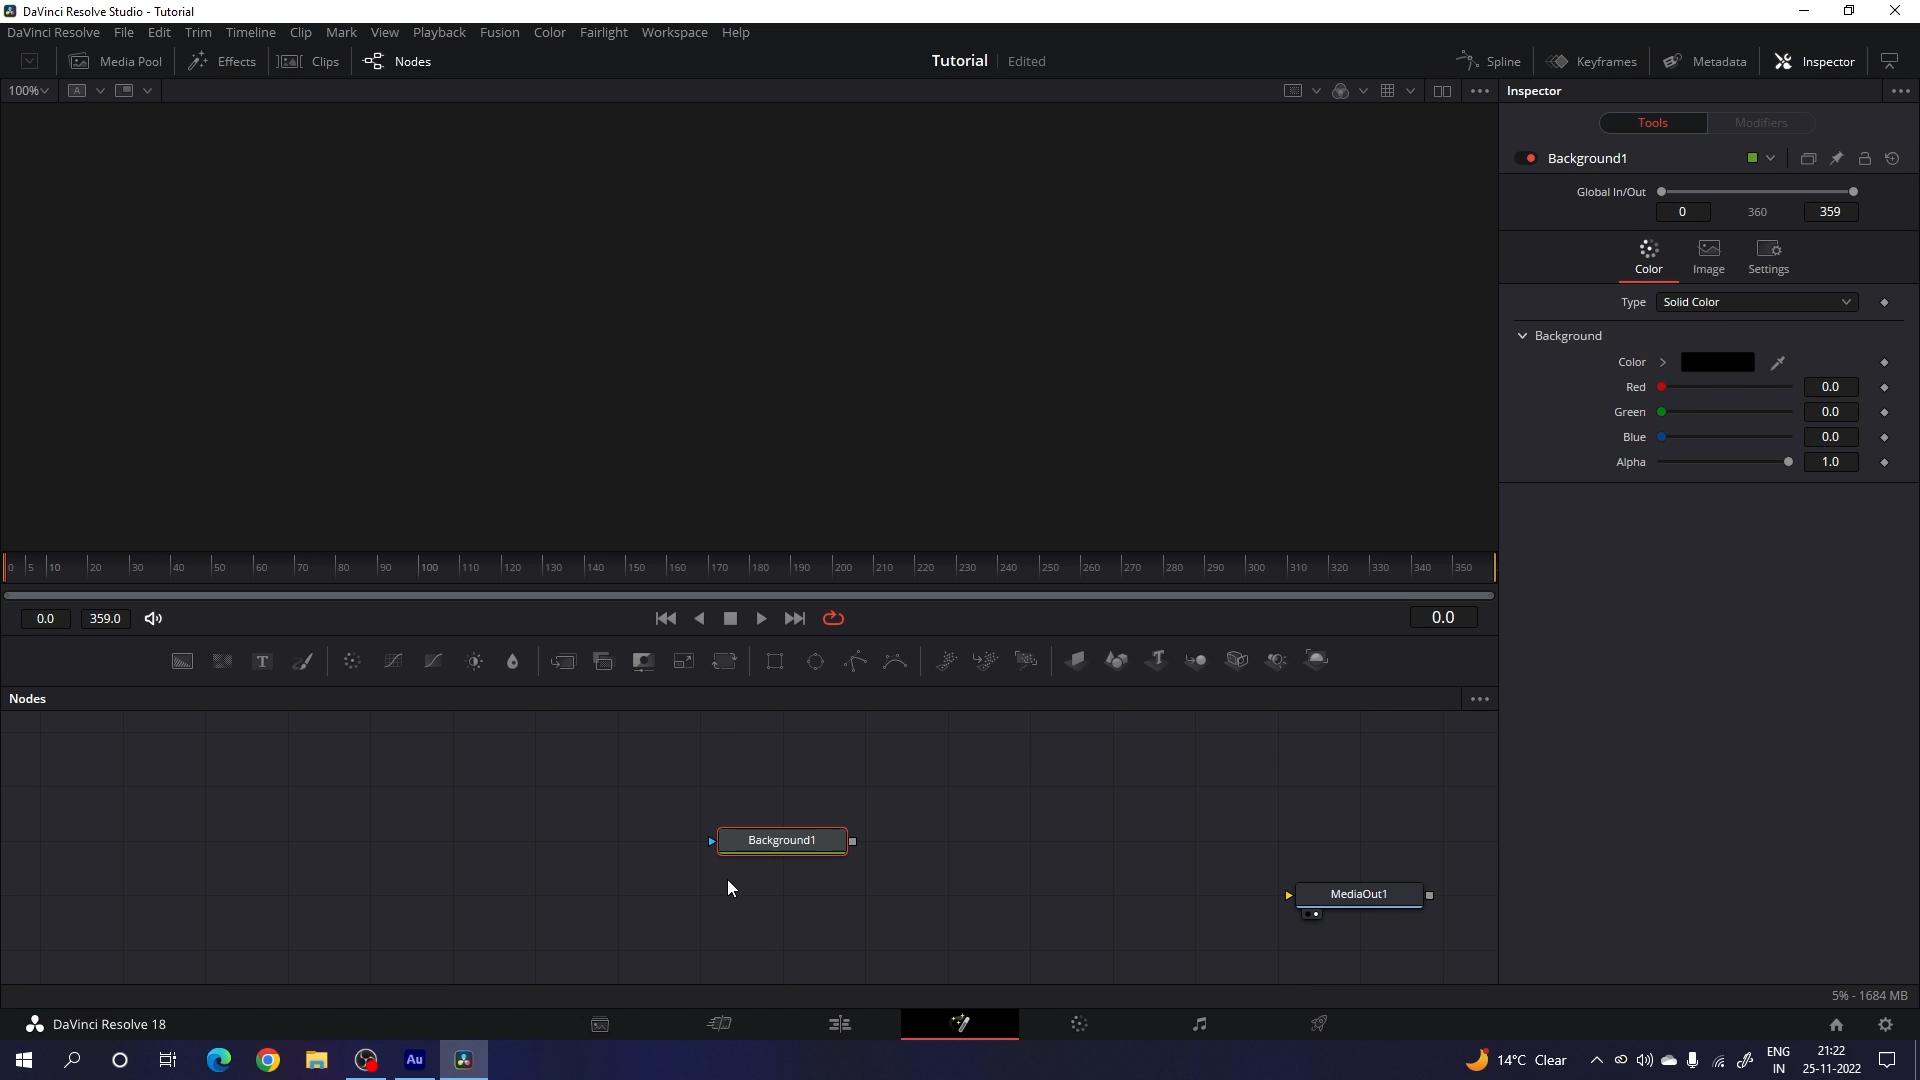 DaVinci Resolve Studio - Tutorial
DaVinci Resolve File Edit Trim Timeline Clip Mark View Playback Fusion Color Fairlight Workspace Help
Media Pool Effects Clips Nodes Tutorial Edited Spline Keyframes Metadata Inspector
100% A Inspector
Tools Modifiers
Background1
Global In/Out
0 360 359
Color Image Settings
Type Solid Color
Background
Color
Red 0.0
Green 0.0
Blue 0.0
Alpha 1.0
0 5 10 20 30 40 50 60 70 80 90 100 110 120 130 140 150 160 170 180 190 200 210 220 230 240 250 260 270 280 290 300 310 320 330 340 350
0.0 359.0 0.0
T T
Nodes
Background1
MediaOut1
5% - 1684 MB
DaVinci Resolve 18
Au 14°C Clear ENG IN 21:22 25-11-2022